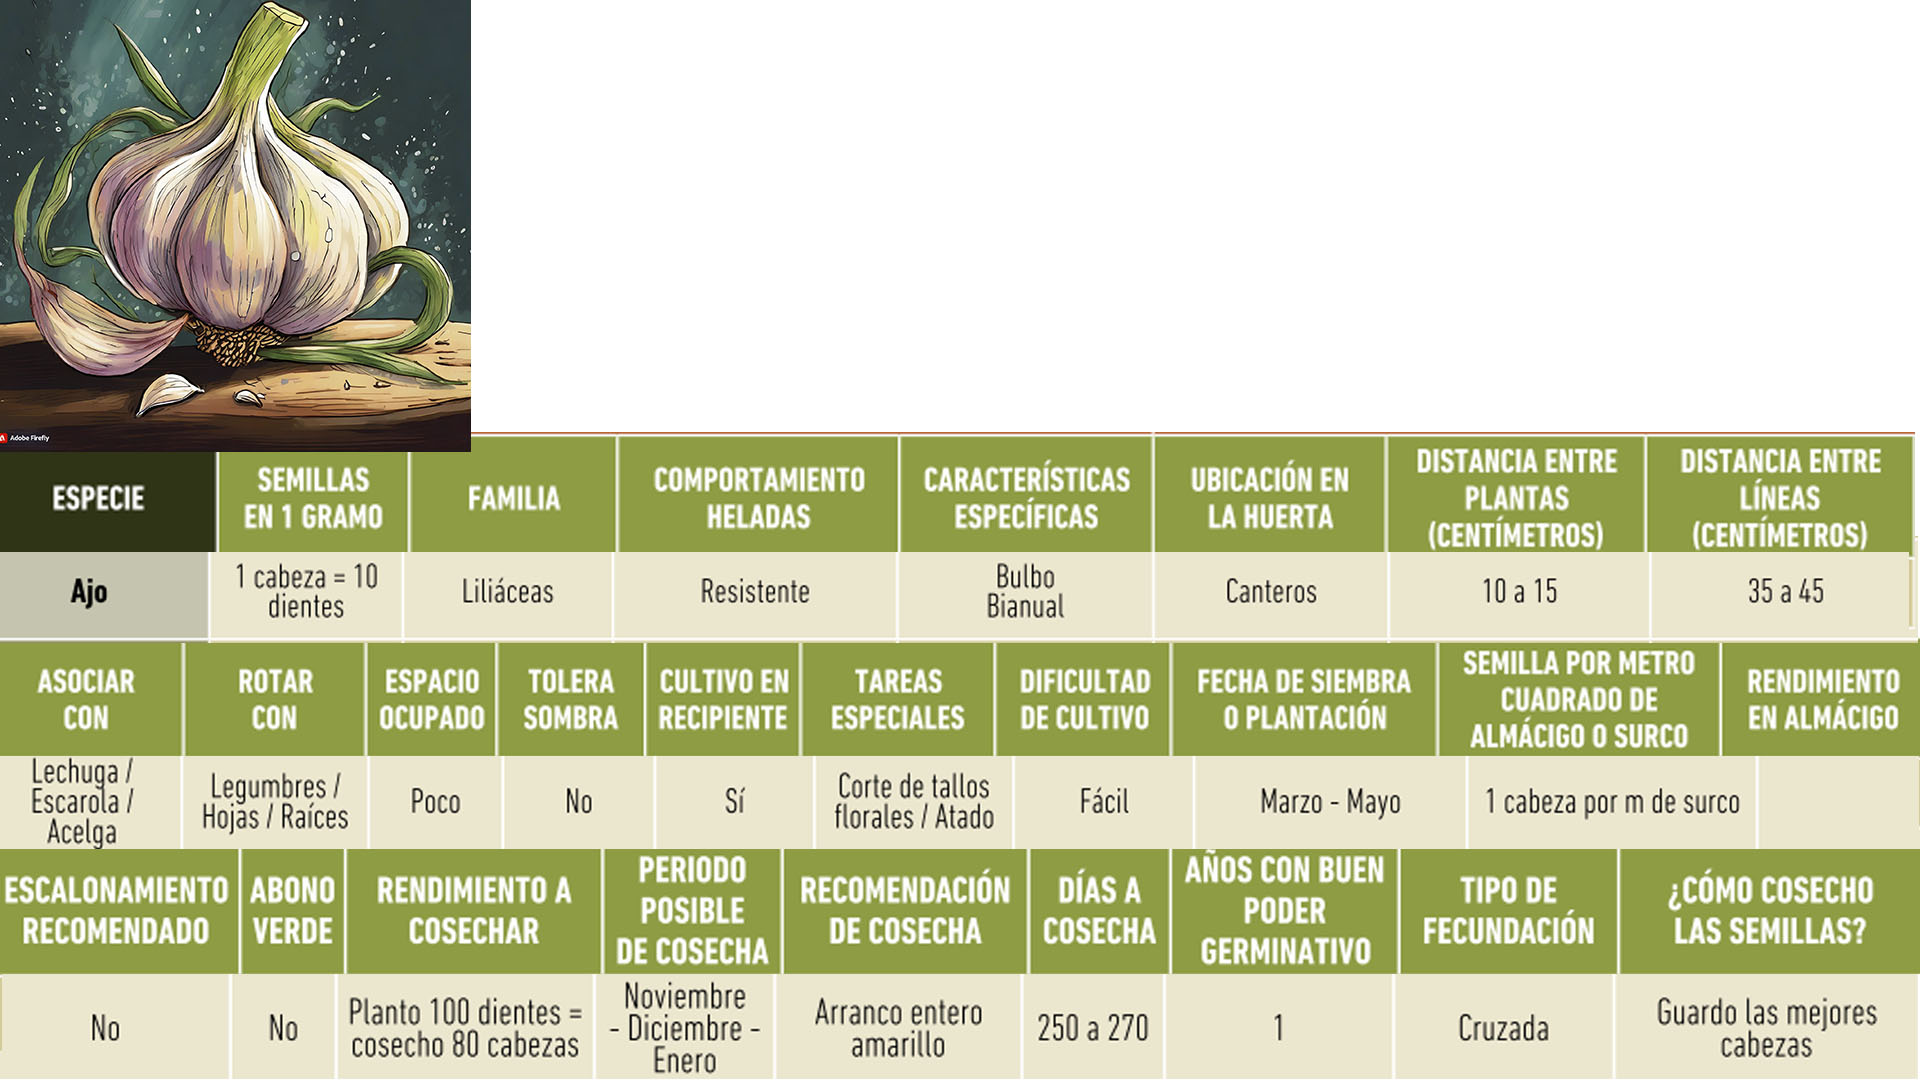 Adobe Firefly
ESPECIE
SEMILLAS
EN 1 GRAMO
FAMILIA
COMPORTAMIENTO
HELADAS
CARACTERÍSTICAS
ESPECÍFICAS
UBICACIÓN EN
LA HUERTA
DISTANCIA ENTRE
PLANTAS
(CENTÍMETROS)
DISTANCIA ENTRE
LÍNEAS
(CENTÍMETROS)
Ajo
1 cabeza = 10
dientes
Liliáceas
Resistente
Bulbo
Bianual
Canteros
10 a 15
35 a 45
ASOCIAR
CON
ROTAR
CON
ESPACIO
OCUPADO
TOLERA
SOMBRA
CULTIVO EN
RECIPIENTE
TAREAS
ESPECIALES
DIFICULTAD
DE CULTIVO
FECHA DE SIEMBRA
O PLANTACIÓN
SEMILLA POR METRO
CUADRADO DE
ALMÁCIGO O SURCO
RENDIMIENTO
EN ALMÁCIGO
Lechuga /
Escarola /
Acelga
Legumbres /
Hojas / Raíces
Poco
No
Sí
Corte de tallos
florales / Atado
Fácil
Marzo - Mayo
1 cabeza por m de surco
ESCALONAMIENTO
RECOMENDADO
ABONO
VERDE
RENDIMIENTO A
COSECHAR
PERIODO
POSIBLE
DE COSECHA
RECOMENDACIÓN
DE COSECHA
DÍAS A
COSECHA
AÑOS CON BUEN
PODER
GERMINATIVO
TIPO DE
FECUNDACIÓN
¿CÓMO COSECHO
LAS SEMILLAS?
No
No
Planto 100 dientes =
cosecho 80 cabezas
Noviembre
- Diciembre -
Enero
Arranco entero
amarillo
250 a 270
1
Cruzada
Guardo las mejores
cabezas